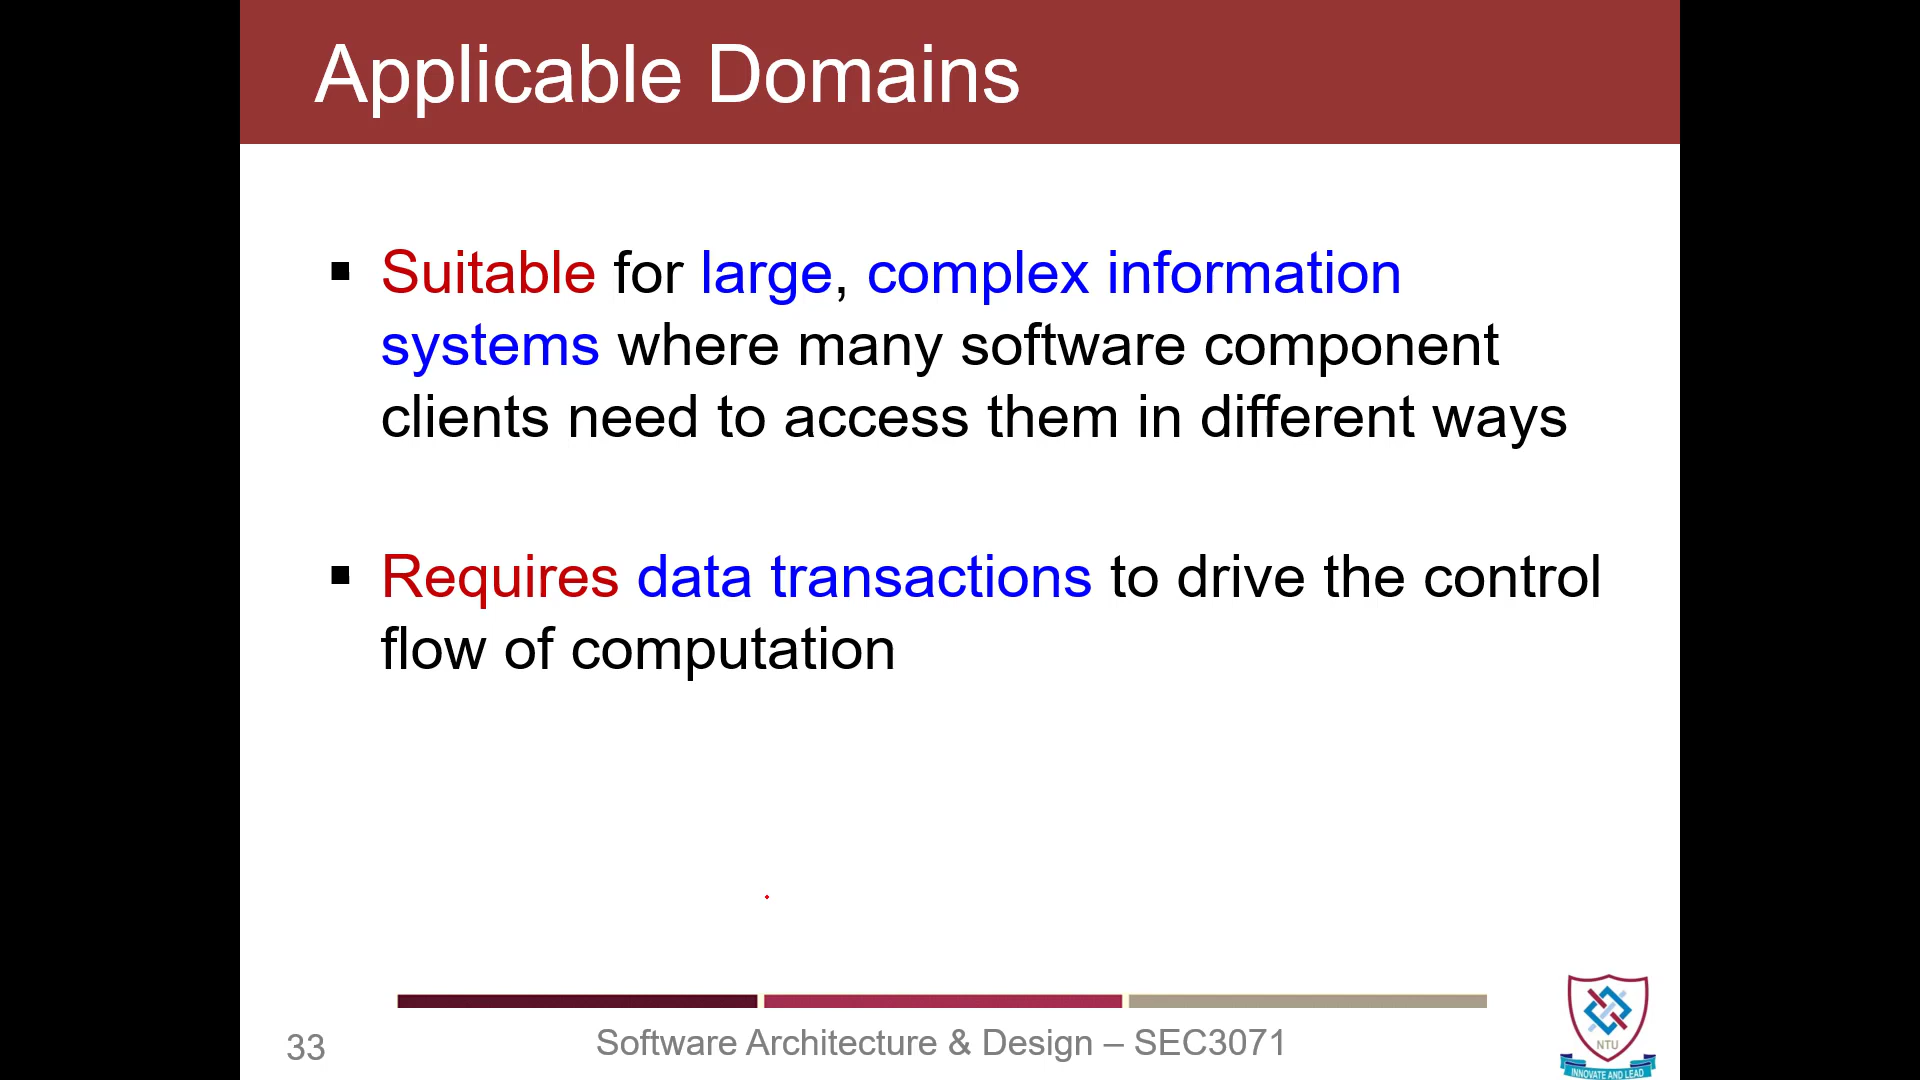 Applicable Domains
▪ Suitable for large, complex information
systems where many software component
clients need to access them in different ways
▪ Requires data transactions to drive the control
flow of computation
33
Software Architecture & Design – SEC3071
NTU
INNOVATE AND LEAD